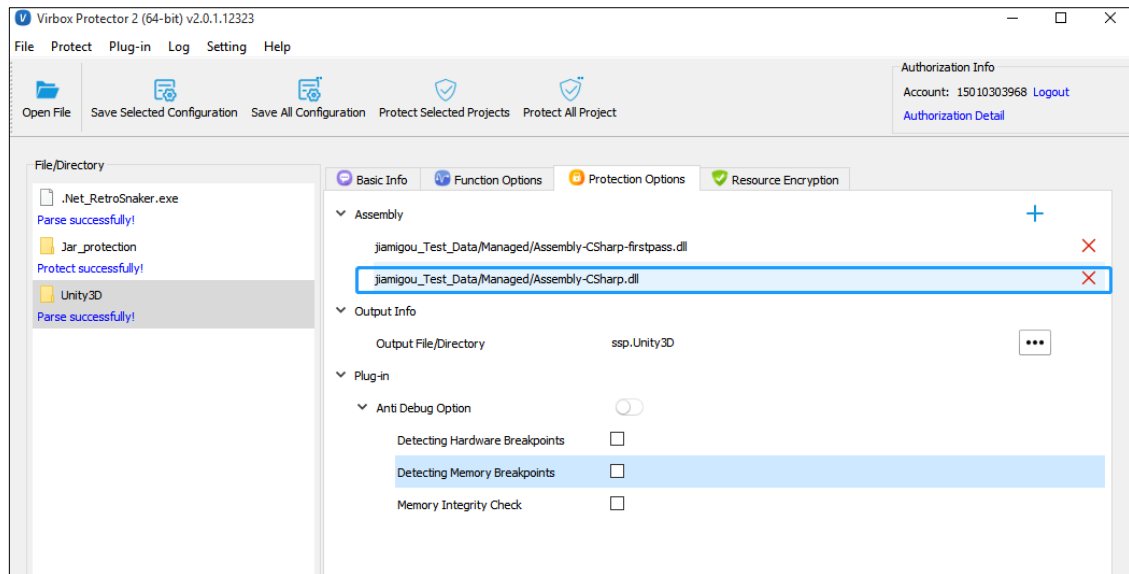 Virbox Protector 2 (64-bit) v2.0.1.12323
File Protect Plug-in Log Setting Help
Open File Save Selected Configuration Save All Configuration Protect Selected Projects Protect All Project
Authorization Info
Account: 15010303968 Logout
Authorization Detail
File/Directory
.Net_RetroSnaker.exe
Parse successfully!
Jar_protection
Protect successfully!
Unity3D
Parse successfully!
Basic Info Function Options Protection Options Resource Encryption
Assembly
jiamigou_Test_Data/Managed/Assembly-CSharp-firstpass.dll
jiamigou_Test_Data/Managed/Assembly-CSharp.dll
Output Info
Output File/Directory ssp.Unity3D
Plug-in
Anti Debug Option
Detecting Hardware Breakpoints
Detecting Memory Breakpoints
Memory Integrity Check